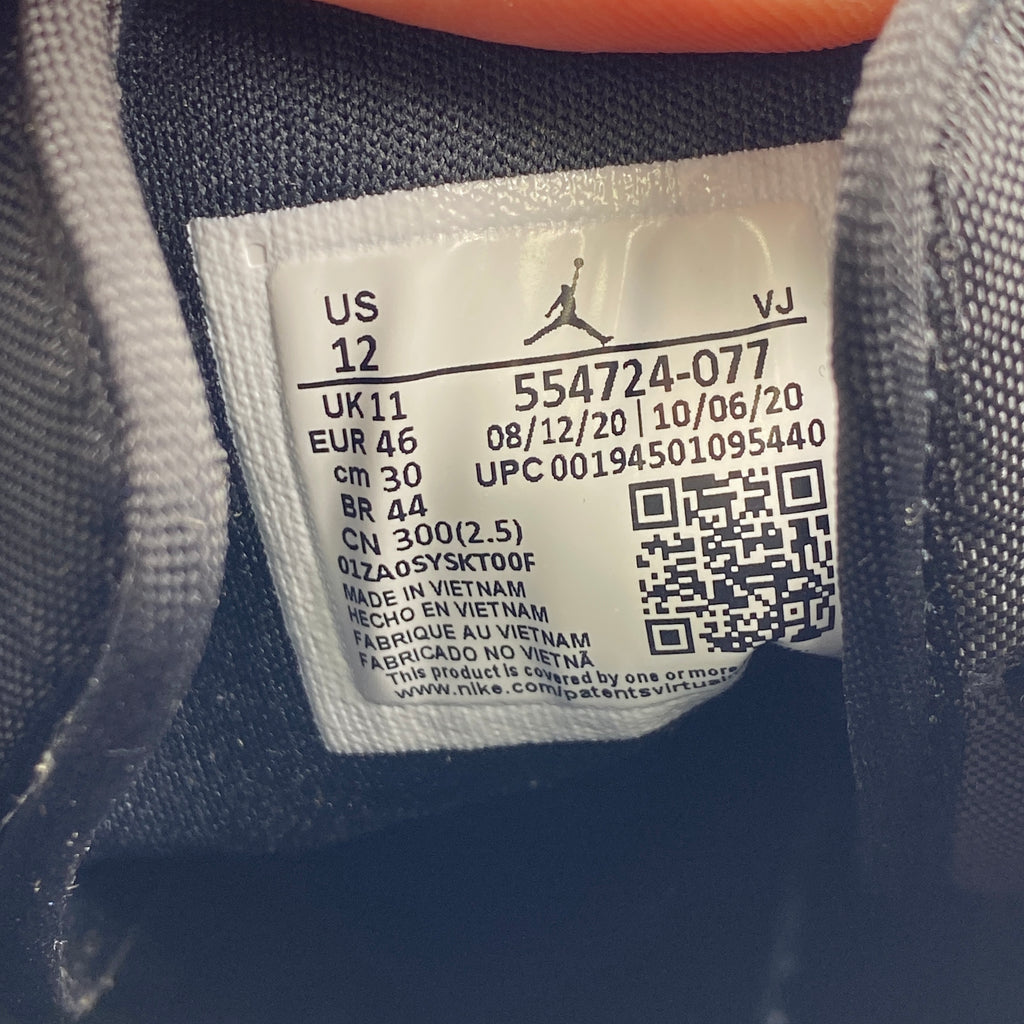 US
12
VJ
UK 11
EUR 46
cm 30
BR 44
CN 300(2.5)
554724-077
08/12/20 | 10/06/20
UPC 00194501095440
01ZA0SYSKT00F
MADE IN VIETNAM
HECHO EN VIETNAM
FABRIQUE AU VIETNAM
FABRICADO NO VIETNÃ
This product is covered by one or more
www.nike.com/patentsvirtual